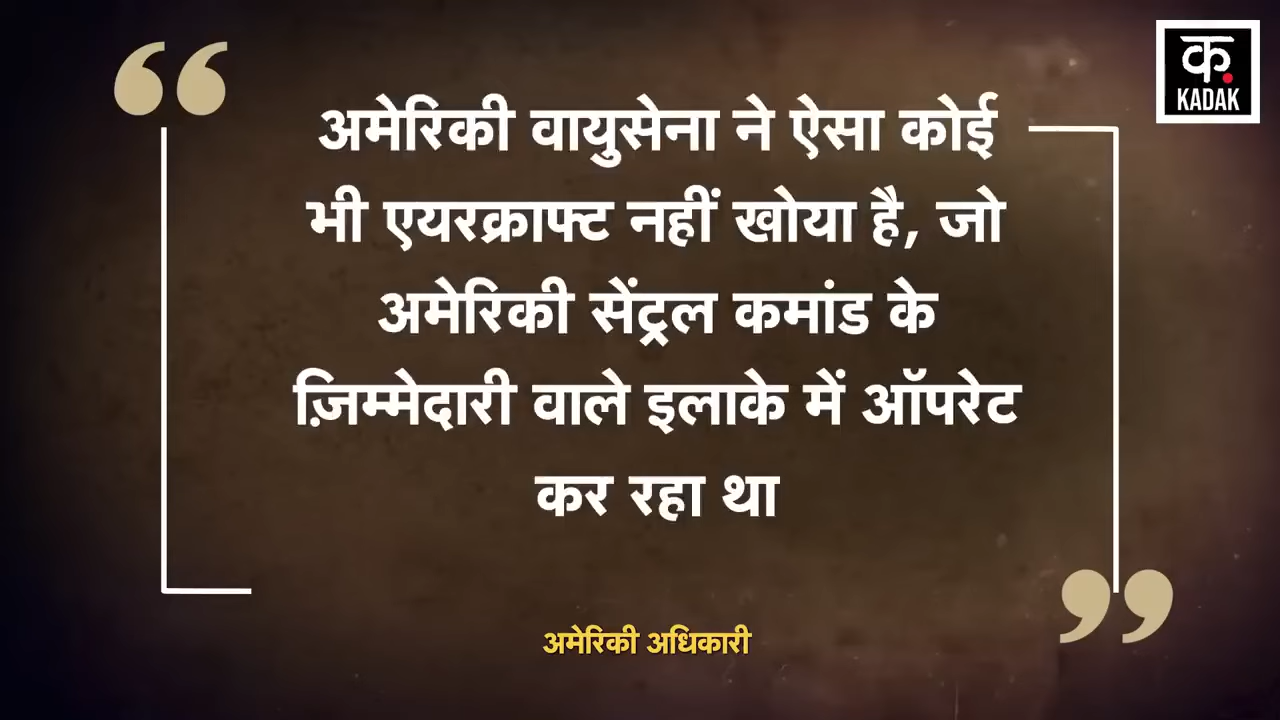 “
क.
KADAK
अमेरिकी वायुसेना ने ऐसा कोई
भी एयरक्राफ्ट नहीं खोया है, जो
अमेरिकी सेंट्रल कमांड के
ज़िम्मेदारी वाले इलाके में ऑपरेट
कर रहा था
”
अमेरिकी अधिकारी